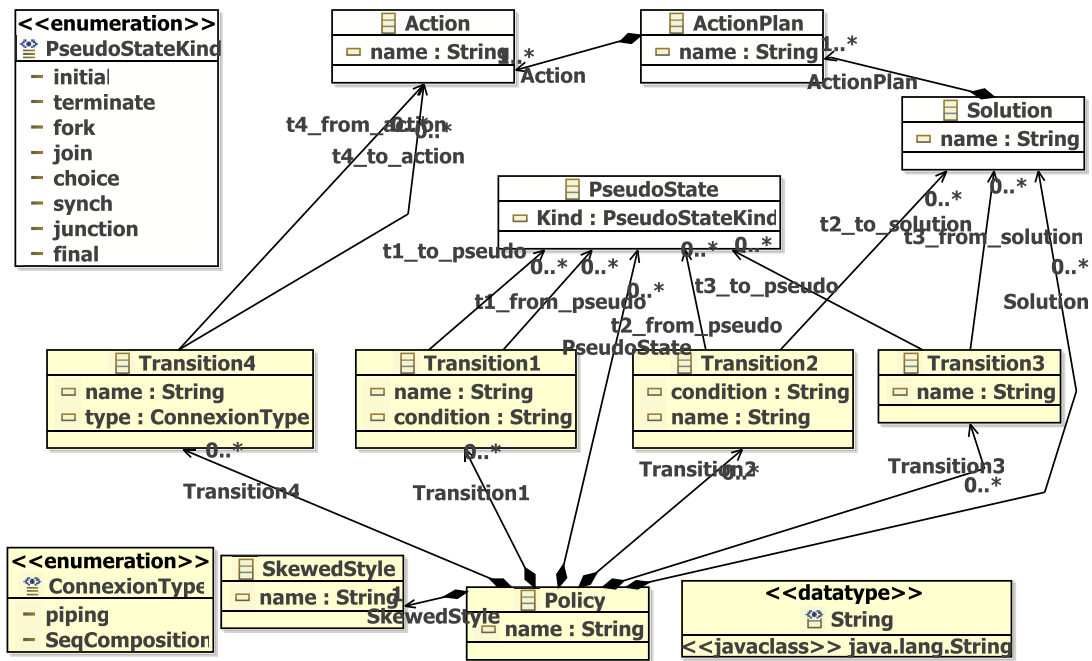 <<enumeration>>
PseudoStateKind
initial
terminate
fork
join
choice
synch
junction
final
Action
name : String
1..*
Action
ActionPlan
name : String
1..*
ActionPlan
Solution
name : String
t4_from_action
0..*
0..*
t4_to_action
PseudoState
Kind : PseudoStateKind
0..*
t2_to_solution
0..*
t3_from_solution
t1_to_pseudo
0..*
0..*
0..*
0..*
0..*
0..*
t1_from_pseudo
t3_to_pseudo
Solution
t2_from_pseudo
PseudoState
Transition4
name : String
type : ConnexionType
0..*
Transition4
Transition1
name : String
condition : String
0..*
Transition1
Transition2
condition : String
name : String
Transition2
0..*
Transition3
name : String
Transition3
0..*
<<enumeration>>
ConnexionType
piping
SeqComposition
SkewedStyle
name : String
1
SkewedStyle
Policy
name : String
<<datatype>>
String
<<javaclass>> java.lang.String